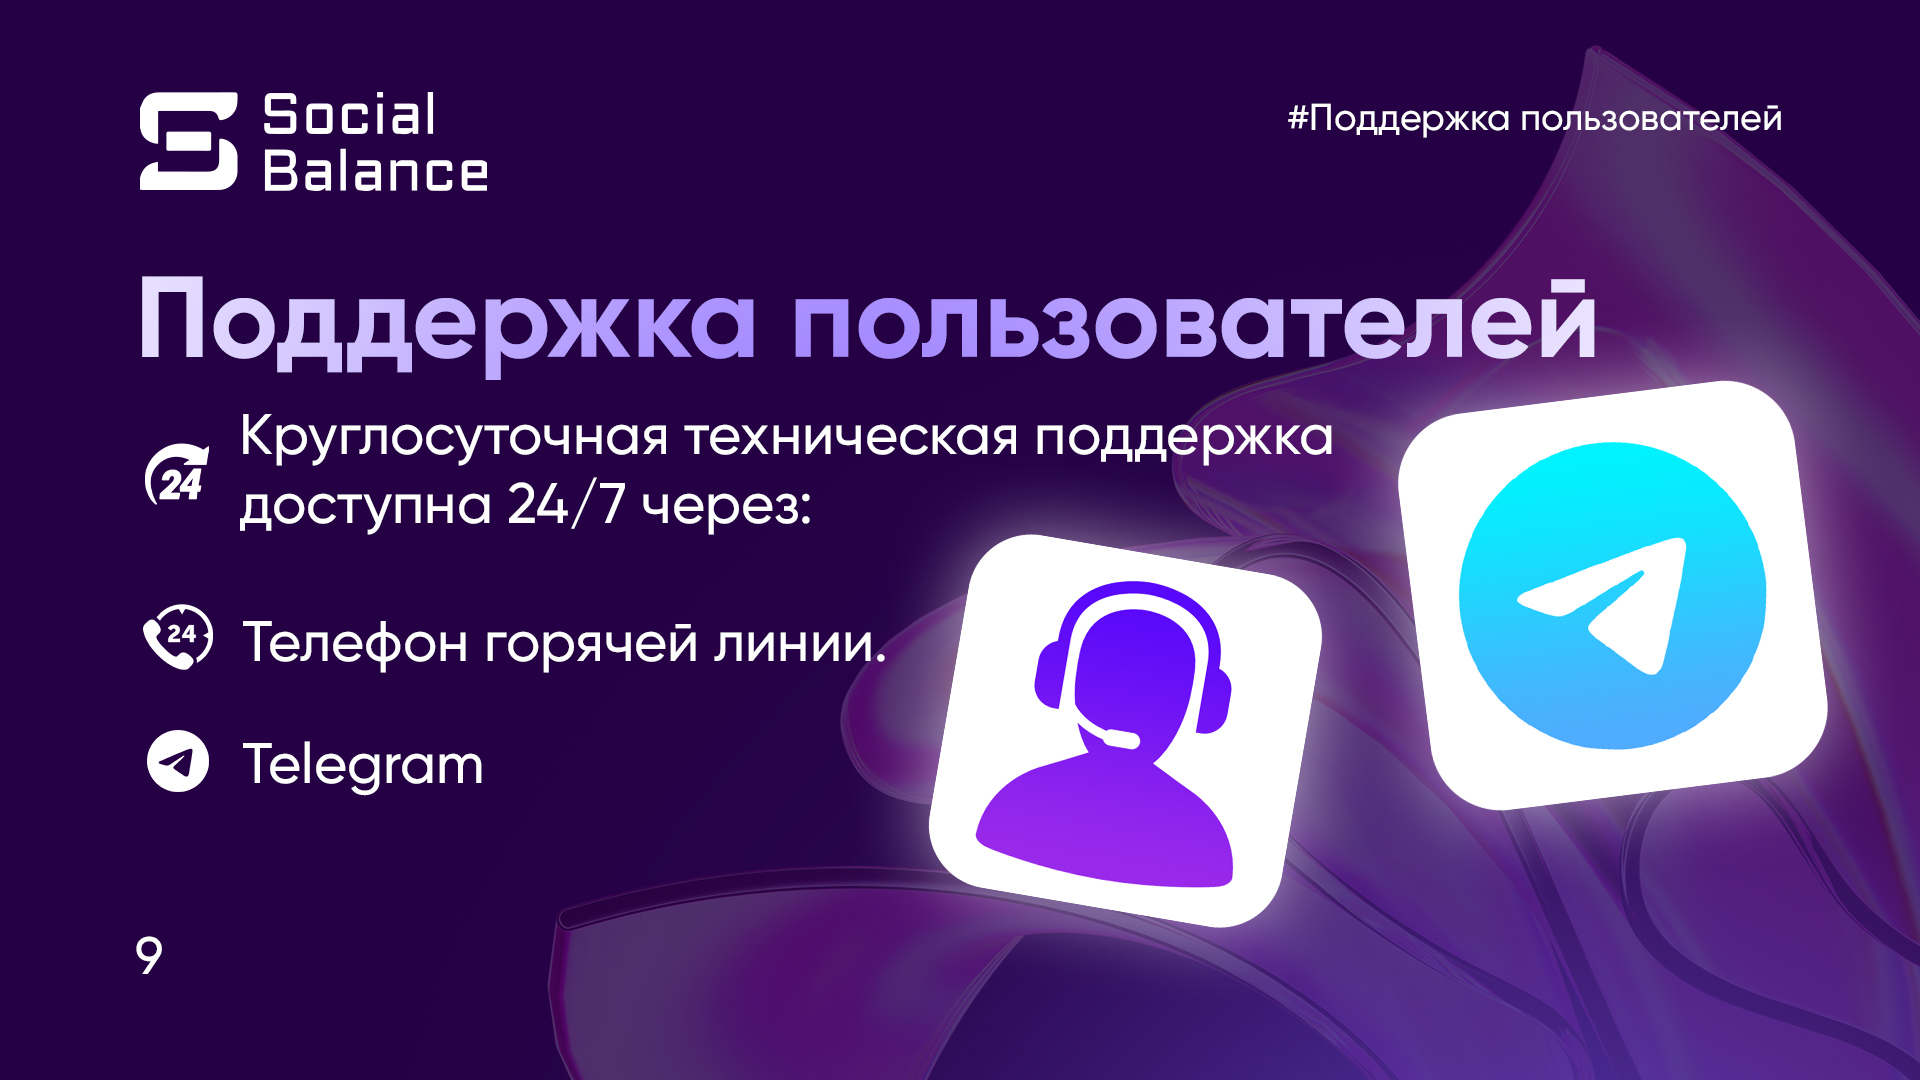 Social
Balance
#Поддержка пользователей
Поддержка пользователей
24
Круглосуточная техническая поддержка
доступна 24/7 через:
24
Телефон горячей линии.
Telegram
9